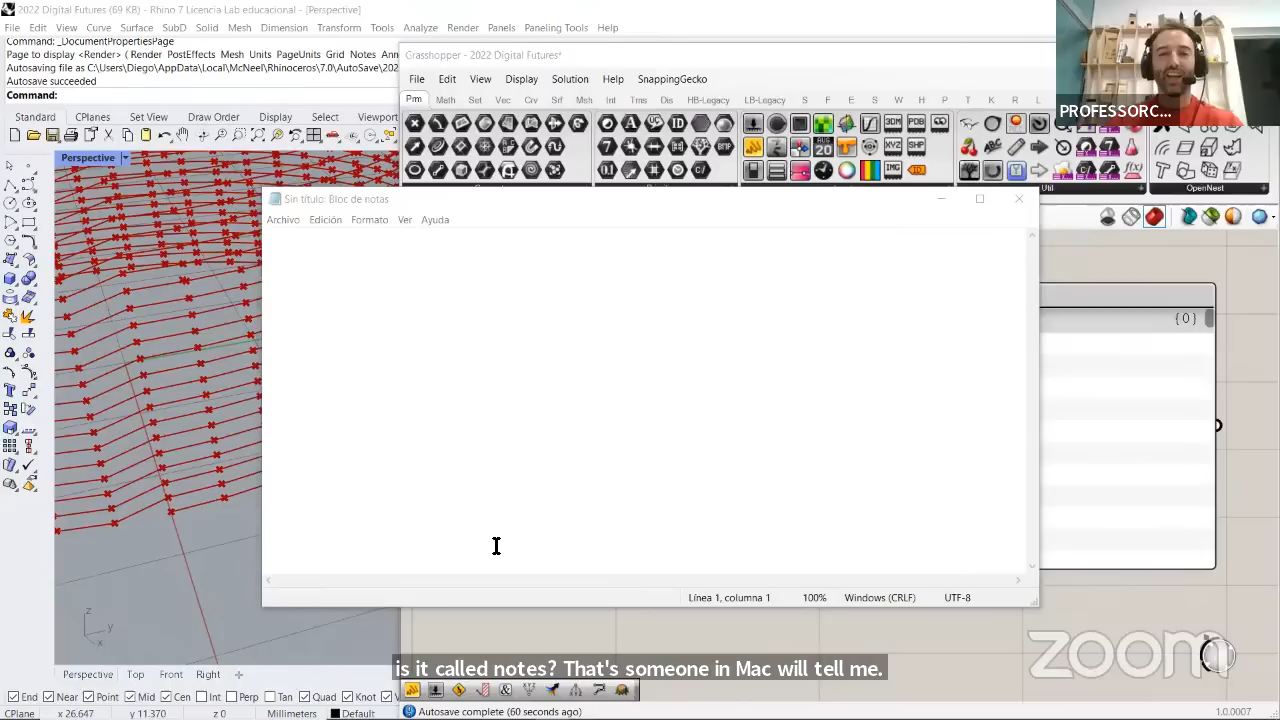 2022 Digital Futures (69 KB) - Rhino 7 Licencia Lab educacional - [Perspective]
File Edit View Curve Surface SubD Solid Mesh Dimension Transform Tools Analyze Render Panels Paneling Tools Help
Command: _DocumentPropertiesPage
Page to display <Render> ( Render PostEffects Mesh Units PageUnits Grid Notes Anno
Autosaving file as C:\Users\Diego\AppData\Local\McNeel\Rhinoceros\7.0\AutoSave\202
Autosave succeeded
Command:
Standard CPlanes Set View Draw Order Display Select Viewport
Perspective
Grasshopper - 2022 Digital Futures*
File Edit View Display Solution Help SnappingGecko
Prm Math Set Vec Crv Srf Msh Int Trns Dis HB-Legacy LB-Legacy S F E S W H P T K R L
Util
OpenNest
PROFESSORC...
Sin título: Bloc de notas
Archivo Edición Formato Ver Ayuda
Línea 1, columna 1 100% Windows (CRLF) UTF-8
{0}
z
y
x
is it called notes? That's someone in Mac will tell me.
zoom
Perspective Top Front Right
End Near Point Mid Cen Int Perp Tan Quad Knot
CPlane x 26.647 y 11.370 z 0 Millimeters Default
Autosave complete (60 seconds ago)
1.0.0007